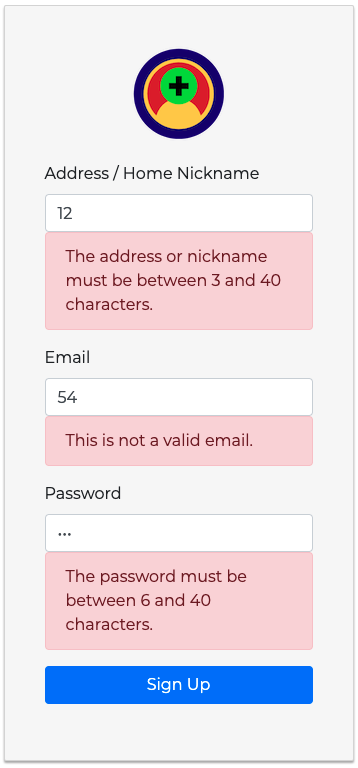 Address / Home Nickname
12
The address or nickname
must be between 3 and 40
characters.
Email
54
This is not a valid email.
Password
•••
The password must be
between 6 and 40
characters.
Sign Up